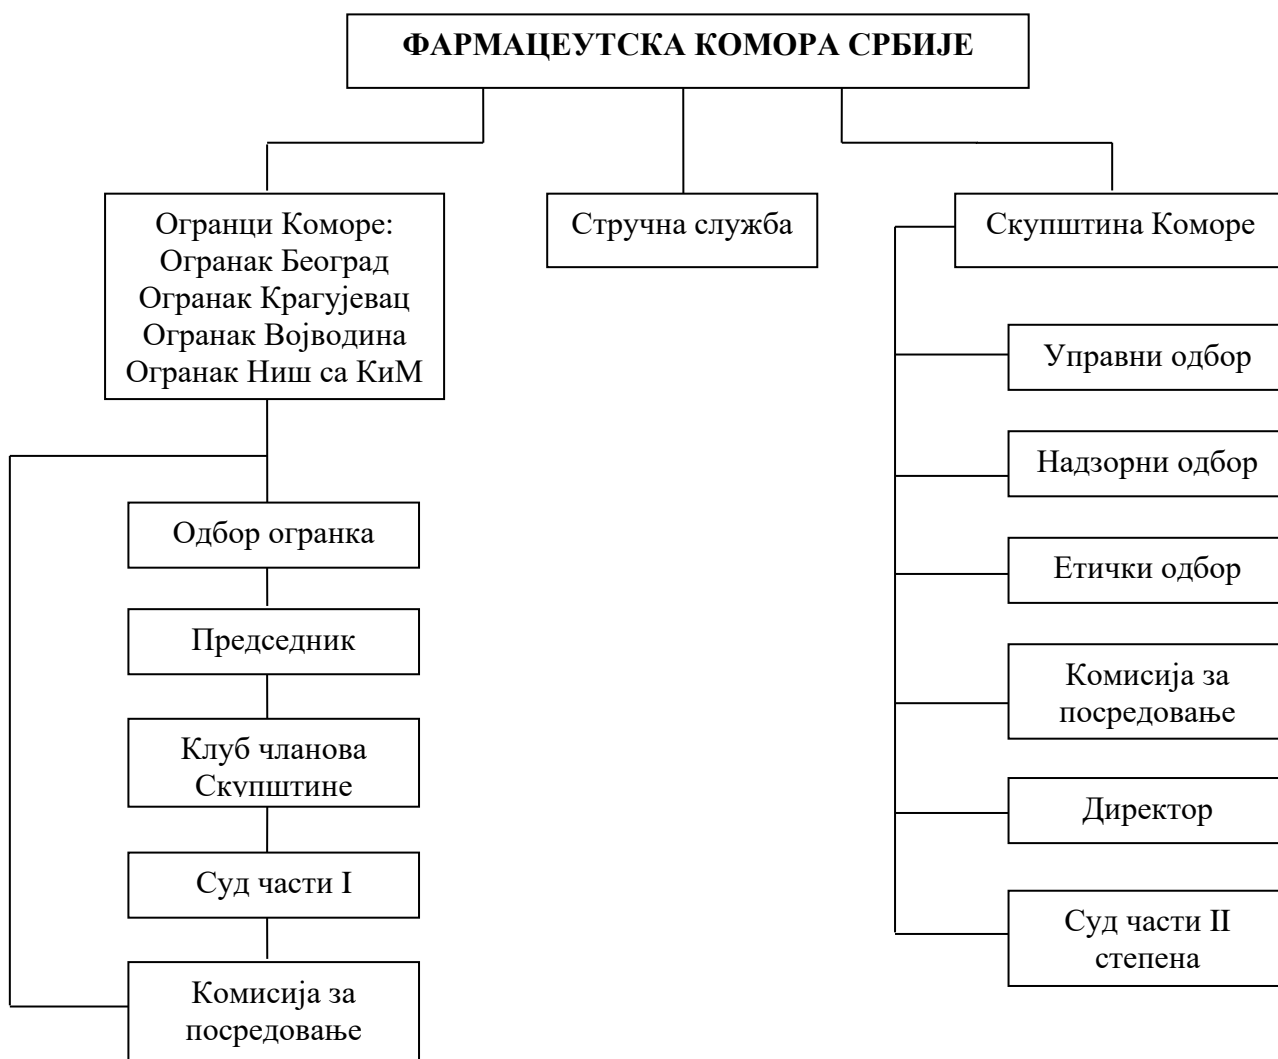 ФАРМАЦЕУТСКА КОМОРА СРБИЈЕ
Огранци Коморе:
Огранак Београд
Огранак Крагујевац
Огранак Војводина
Огранак Ниш са КиМ
Стручна служба
Скупштина Коморе
Одбор огранка
Председник
Клуб чланова
Скупштине
Суд части I
Комисија за
посредовање
Управни одбор
Надзорни одбор
Етички одбор
Комисија за
посредовање
Директор
Суд части II
степена